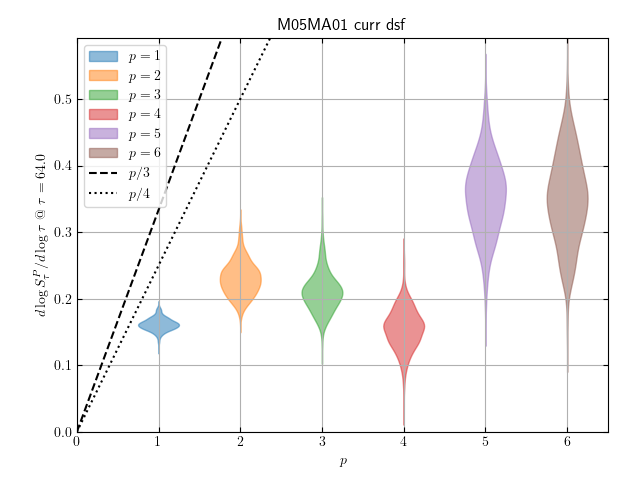 M05MA01 curr dsf
p = 1
p = 2
p = 3
p = 4
p = 5
p = 6
p/3
p/4
d log S_τ^P / d log τ @ τ = 64.0
0.5
0.4
0.3
0.2
0.1
0.0
0 1 2 3 4 5 6
p